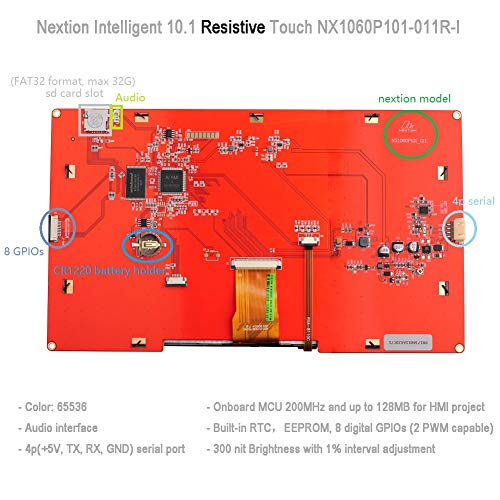 Nextion Intelligent 10.1 Resistive Touch NX1060P101-011R-I
(FAT32 format, max 32G)
sd card slot
Audio
nextion model
NEXTION
NX1060P101_011
4p serial
8 GPIOs
CR1220 battery holder
- Color: 65536
- Audio interface
- 4p(+5V, TX, RX, GND) serial port
- Onboard MCU 200MHz and up to 128MB for HMI project
- Built-in RTC， EEPROM, 8 digital GPIOs (2 PWM capable)
- 300 nit Brightness with 1% interval adjustment